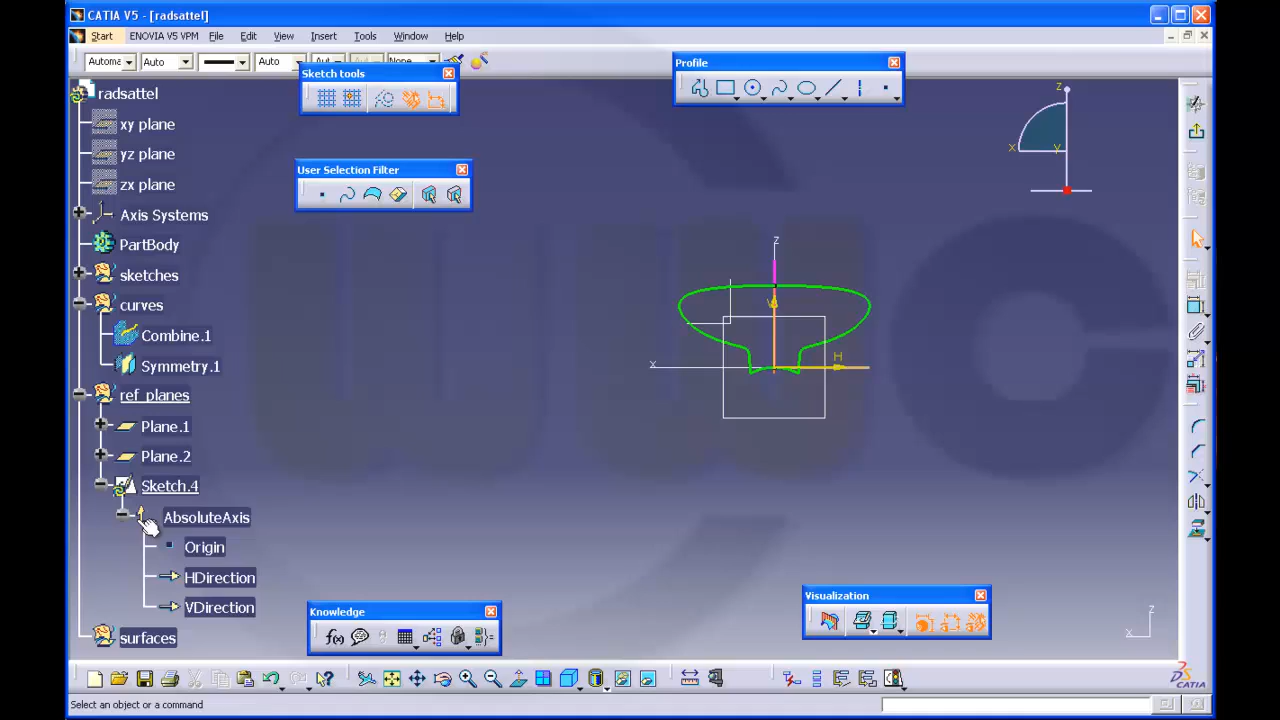 CATIA V5 - [radsattel]
Start ENOVIA V5 VPM File Edit View Insert Tools Window Help
Automa Auto Auto Aut None
Sketch tools
Profile
User Selection Filter
radsattel
xy plane
yz plane
zx plane
Axis Systems
PartBody
sketches
curves
Combine.1
Symmetry.1
ref_planes
Plane.1
Plane.2
Sketch.4
AbsoluteAxis
Origin
HDirection
VDirection
surfaces
z
x
y
z
V
H
x
Knowledge
f(x)
Visualization
z
x
DS
CATIA
Select an object or a command